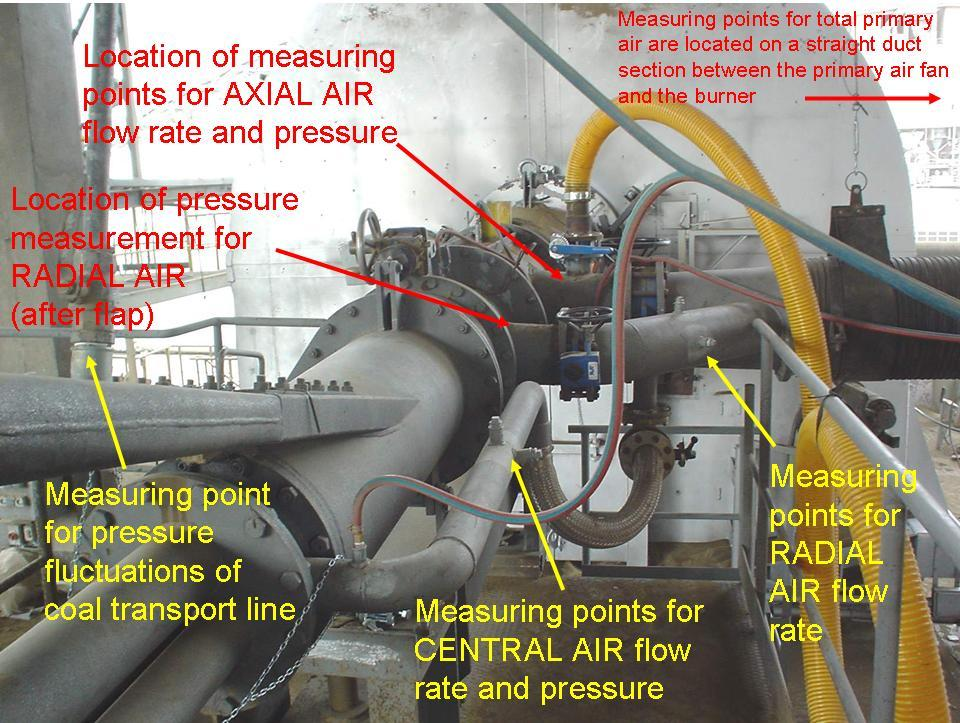 Measuring points for total primary
air are located on a straight duct
section between the primary air fan
and the burner
Location of measuring
points for AXIAL AIR
flow rate and pressure
Location of pressure
measurement for
RADIAL AIR
(after flap)
Measuring point
for pressure
fluctuations of
coal transport line
Measuring points for
CENTRAL AIR flow
rate and pressure
Measuring
points for
RADIAL
AIR flow
rate